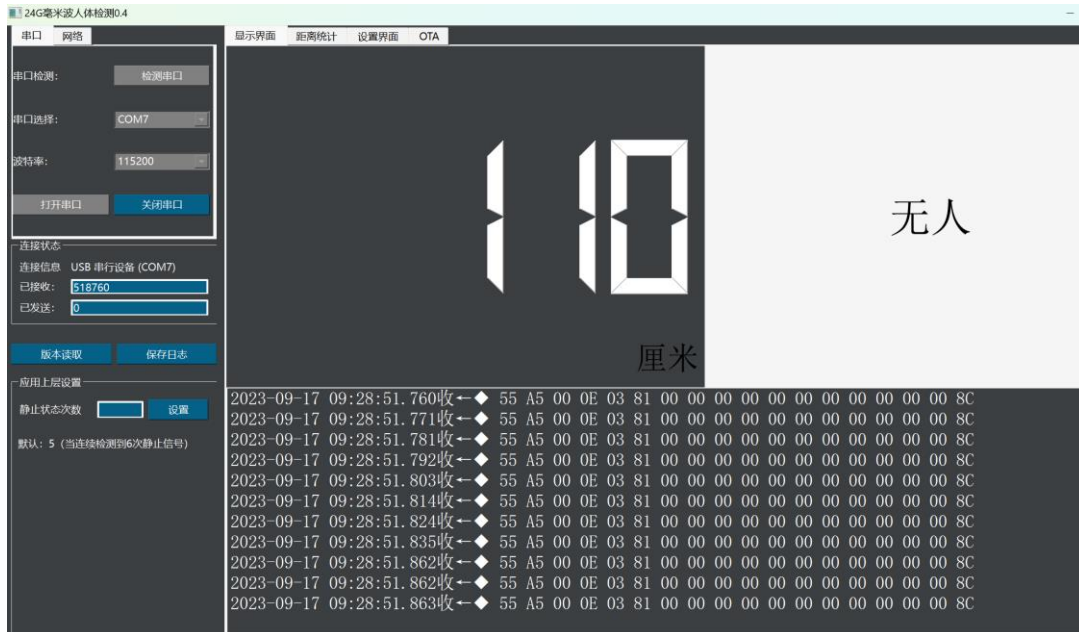 24G毫米波人体检测0.4
串口 网络
串口检测: 检测串口
串口选择: COM7
波特率: 115200
打开串口 关闭串口
连接状态
连接信息 USB 串行设备 (COM7)
已接收: 518760
已发送: 0
版本读取 保存日志
应用上层设置
静止状态次数 设置
默认: 5 (当连续检测到6次静止信号)
显示界面 距离统计 设置界面 OTA
110
厘米
无人
2023-09-17 09:28:51.760收←◆ 55 A5 00 0E 03 81 00 00 00 00 00 00 00 00 00 00 00 8C
2023-09-17 09:28:51.771收←◆ 55 A5 00 0E 03 81 00 00 00 00 00 00 00 00 00 00 00 8C
2023-09-17 09:28:51.781收←◆ 55 A5 00 0E 03 81 00 00 00 00 00 00 00 00 00 00 00 8C
2023-09-17 09:28:51.792收←◆ 55 A5 00 0E 03 81 00 00 00 00 00 00 00 00 00 00 00 8C
2023-09-17 09:28:51.803收←◆ 55 A5 00 0E 03 81 00 00 00 00 00 00 00 00 00 00 00 8C
2023-09-17 09:28:51.814收←◆ 55 A5 00 0E 03 81 00 00 00 00 00 00 00 00 00 00 00 8C
2023-09-17 09:28:51.824收←◆ 55 A5 00 0E 03 81 00 00 00 00 00 00 00 00 00 00 00 8C
2023-09-17 09:28:51.835收←◆ 55 A5 00 0E 03 81 00 00 00 00 00 00 00 00 00 00 00 8C
2023-09-17 09:28:51.862收←◆ 55 A5 00 0E 03 81 00 00 00 00 00 00 00 00 00 00 00 8C
2023-09-17 09:28:51.862收←◆ 55 A5 00 0E 03 81 00 00 00 00 00 00 00 00 00 00 00 8C
2023-09-17 09:28:51.863收←◆ 55 A5 00 0E 03 81 00 00 00 00 00 00 00 00 00 00 00 8C